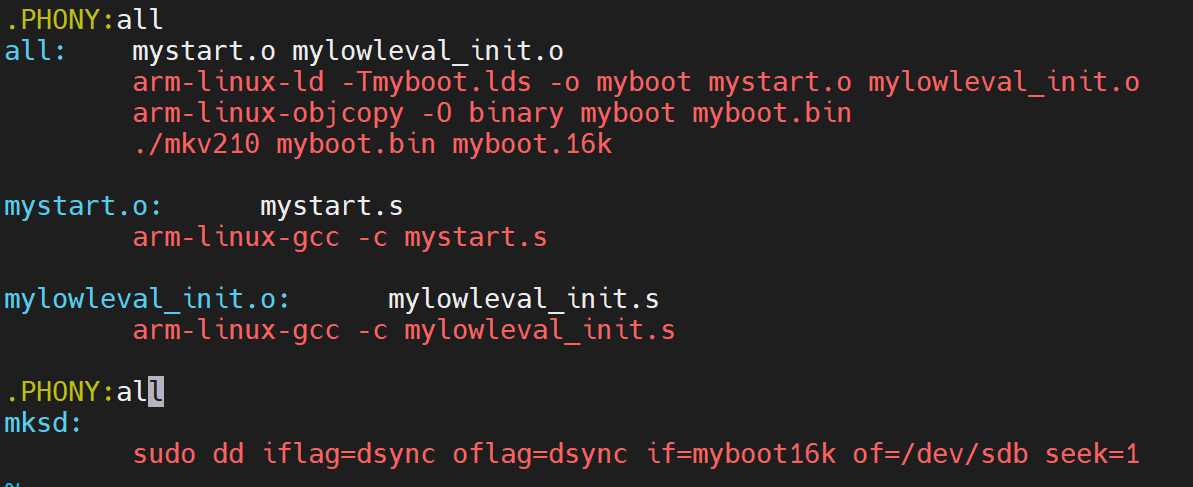 .PHONY:all
all:    mystart.o mylowleval_init.o
        arm-linux-ld -Tmyboot.lds -o myboot mystart.o mylowleval_init.o
        arm-linux-objcopy -O binary myboot myboot.bin
        ./mkv210 myboot.bin myboot.16k
mystart.o:      mystart.s
        arm-linux-gcc -c mystart.s
mylowleval_init.o:      mylowleval_init.s
        arm-linux-gcc -c mylowleval_init.s
.PHONY:all
mksd:
        sudo dd iflag=dsync oflag=dsync if=myboot16k of=/dev/sdb seek=1